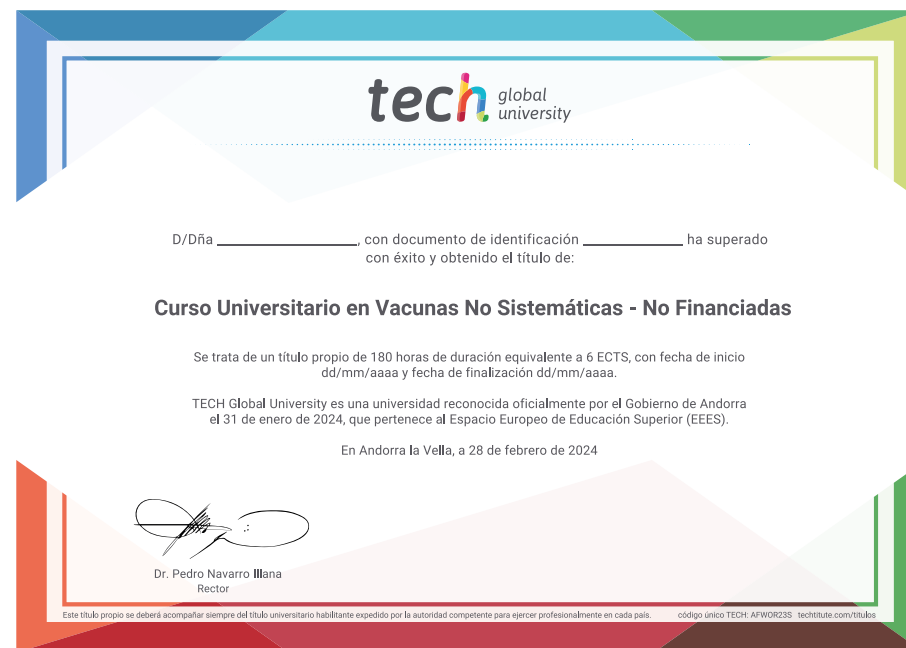 tech global university
D/Dña ____________________, con documento de identificación ______________ ha superado
con éxito y obtenido el título de:
Curso Universitario en Vacunas No Sistemáticas - No Financiadas
Se trata de un título propio de 180 horas de duración equivalente a 6 ECTS, con fecha de inicio
dd/mm/aaaa y fecha de finalización dd/mm/aaaa.
TECH Global University es una universidad reconocida oficialmente por el Gobierno de Andorra
el 31 de enero de 2024, que pertenece al Espacio Europeo de Educación Superior (EEES).
En Andorra la Vella, a 28 de febrero de 2024
Dr. Pedro Navarro Illana
Rector
Este título propio se deberá acompañar siempre del título universitario habilitante expedido por la autoridad competente para ejercer profesionalmente en cada país. código único TECH: AFWOR23S techtitute.com/titulos